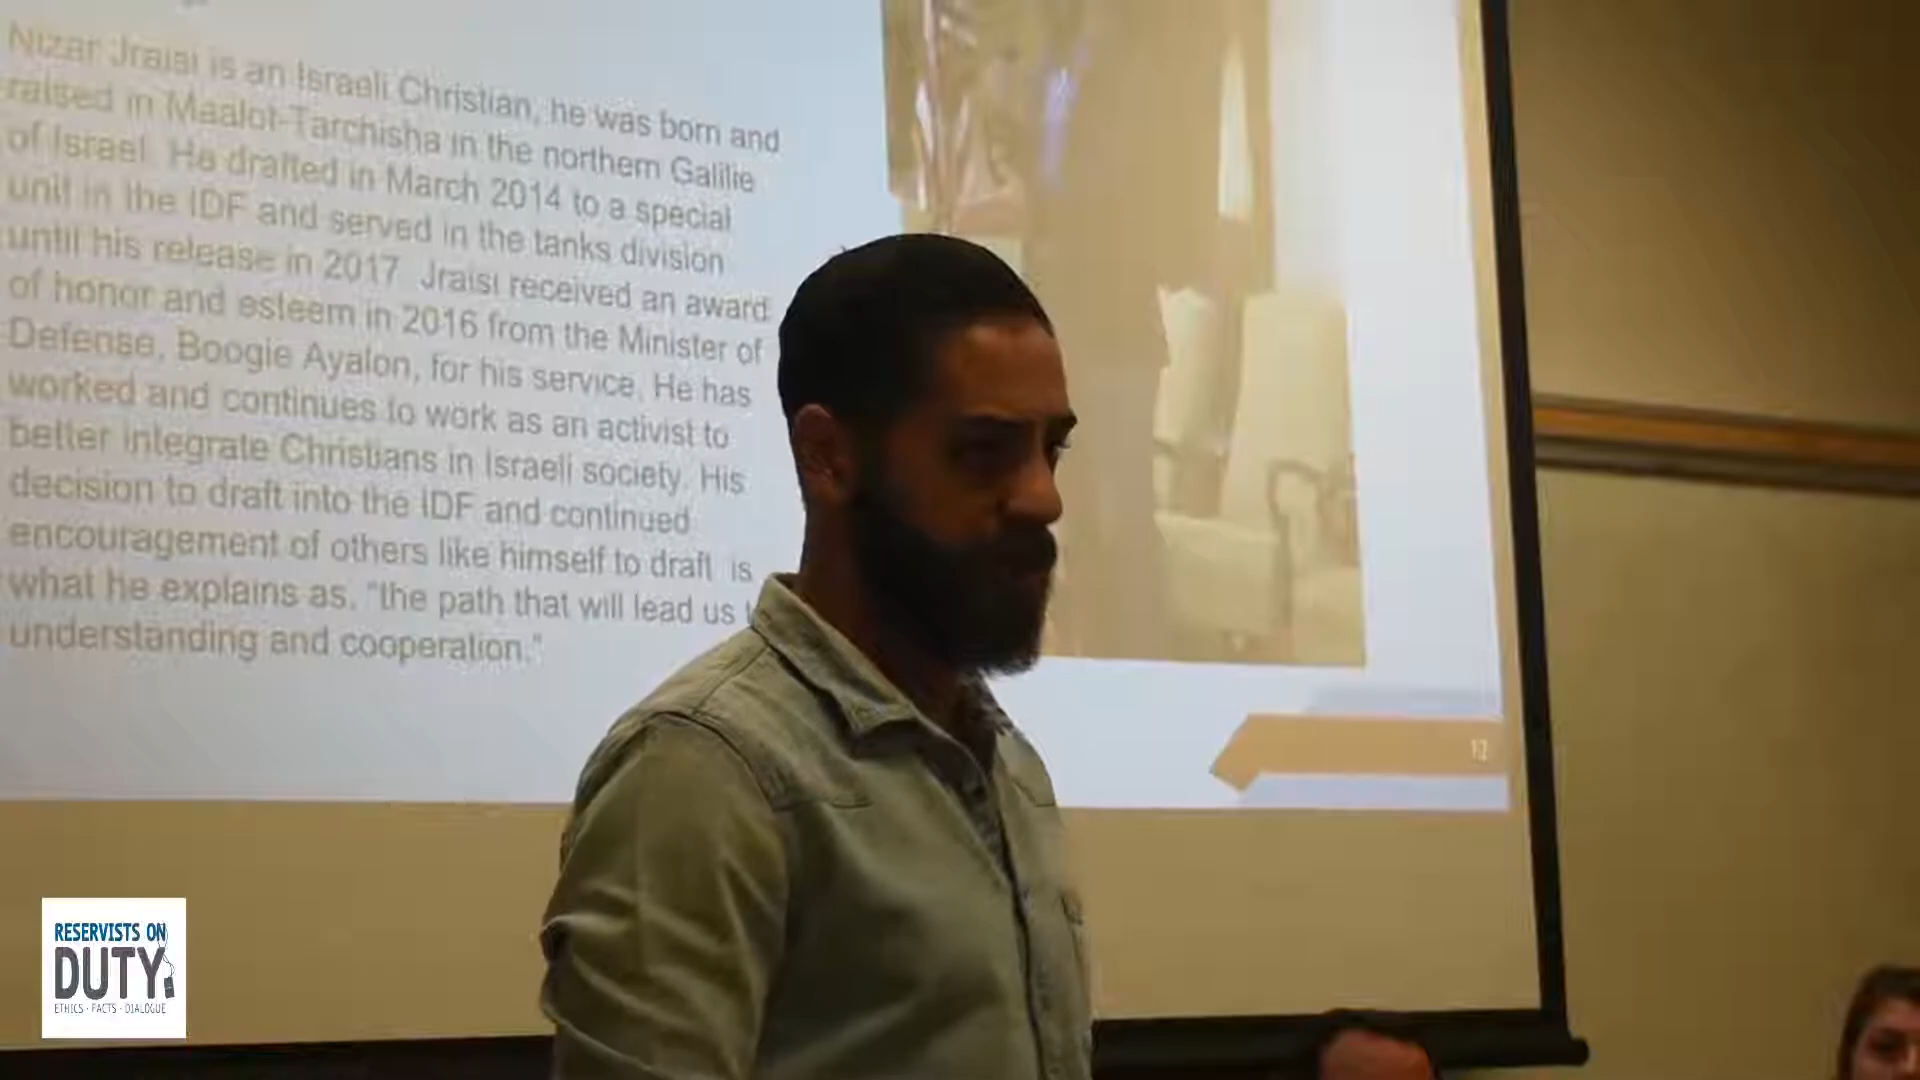 Nizar Jraisi is an Israeli Christian, he was born and
raised in Maalot-Tarchisha in the northern Galilie
of Israel. He drafted in March 2014 to a special
unit in the IDF and served in the tanks division
until his release in 2017. Jraisi received an award
of honor and esteem in 2016 from the Minister of
Defense, Boogie Ayalon, for his service. He has
worked and continues to work as an activist to
better integrate Christians in Israeli society. His
decision to draft into the IDF and continued
encouragement of others like himself to draft is
what he explains as, "the path that will lead us
understanding and cooperation."
12
RESERVISTS ON
DUTY
ETHICS · FACTS · DIALOGUE